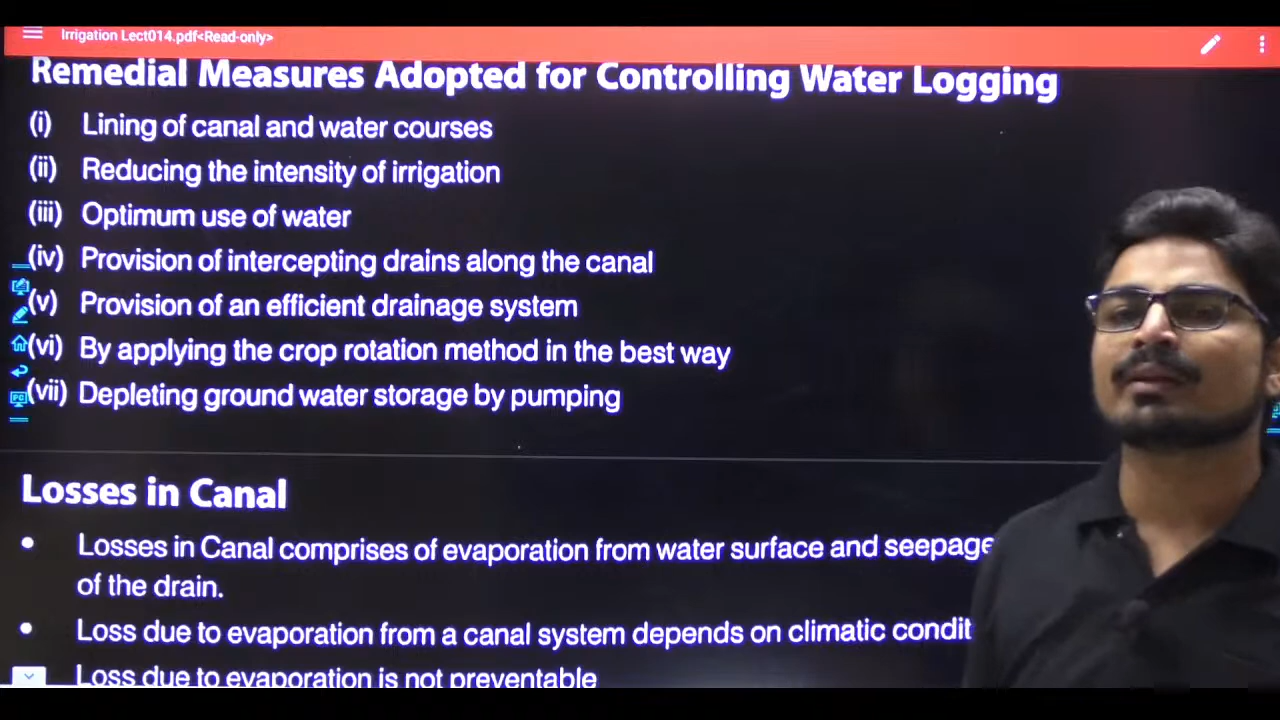 Irrigation Lect014.pdf<Read-only>
Remedial Measures Adopted for Controlling Water Logging
(i) Lining of canal and water courses
(ii) Reducing the intensity of irrigation
(iii) Optimum use of water
(iv) Provision of intercepting drains along the canal
(v) Provision of an efficient drainage system
(vi) By applying the crop rotation method in the best way
(vii) Depleting ground water storage by pumping
Losses in Canal
• Losses in Canal comprises of evaporation from water surface and seepage
of the drain.
• Loss due to evaporation from a canal system depends on climatic condit
Loss due to evaporation is not preventable